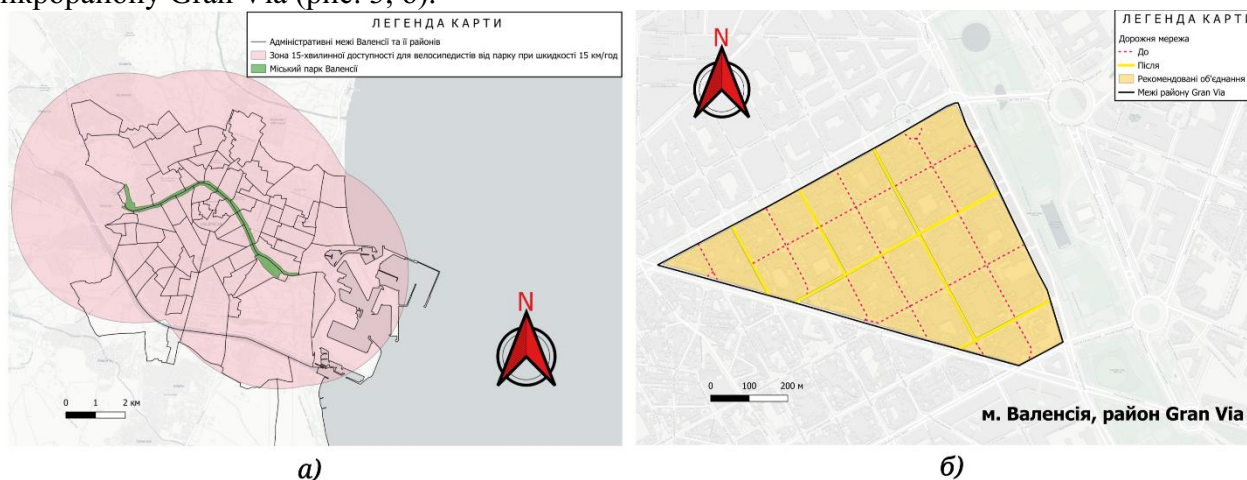 мікрорайону Gran Via (рис. 3, б).
ЛЕГЕНДА КАРТИ
Адміністративні межі Валенсії та її районів
Зона 15-хвилинної доступності для велосипедистів від парку при шкидкості 15 км/год
Міський парк Валенсії
N
0 1 2 км
а)
ЛЕГЕНДА КАРТИ
Дорожня мережа
До
Після
Рекомендовані об'єднання
Межі району Gran Via
N
0 100 200 м
м. Валенсія, район Gran Via
б)